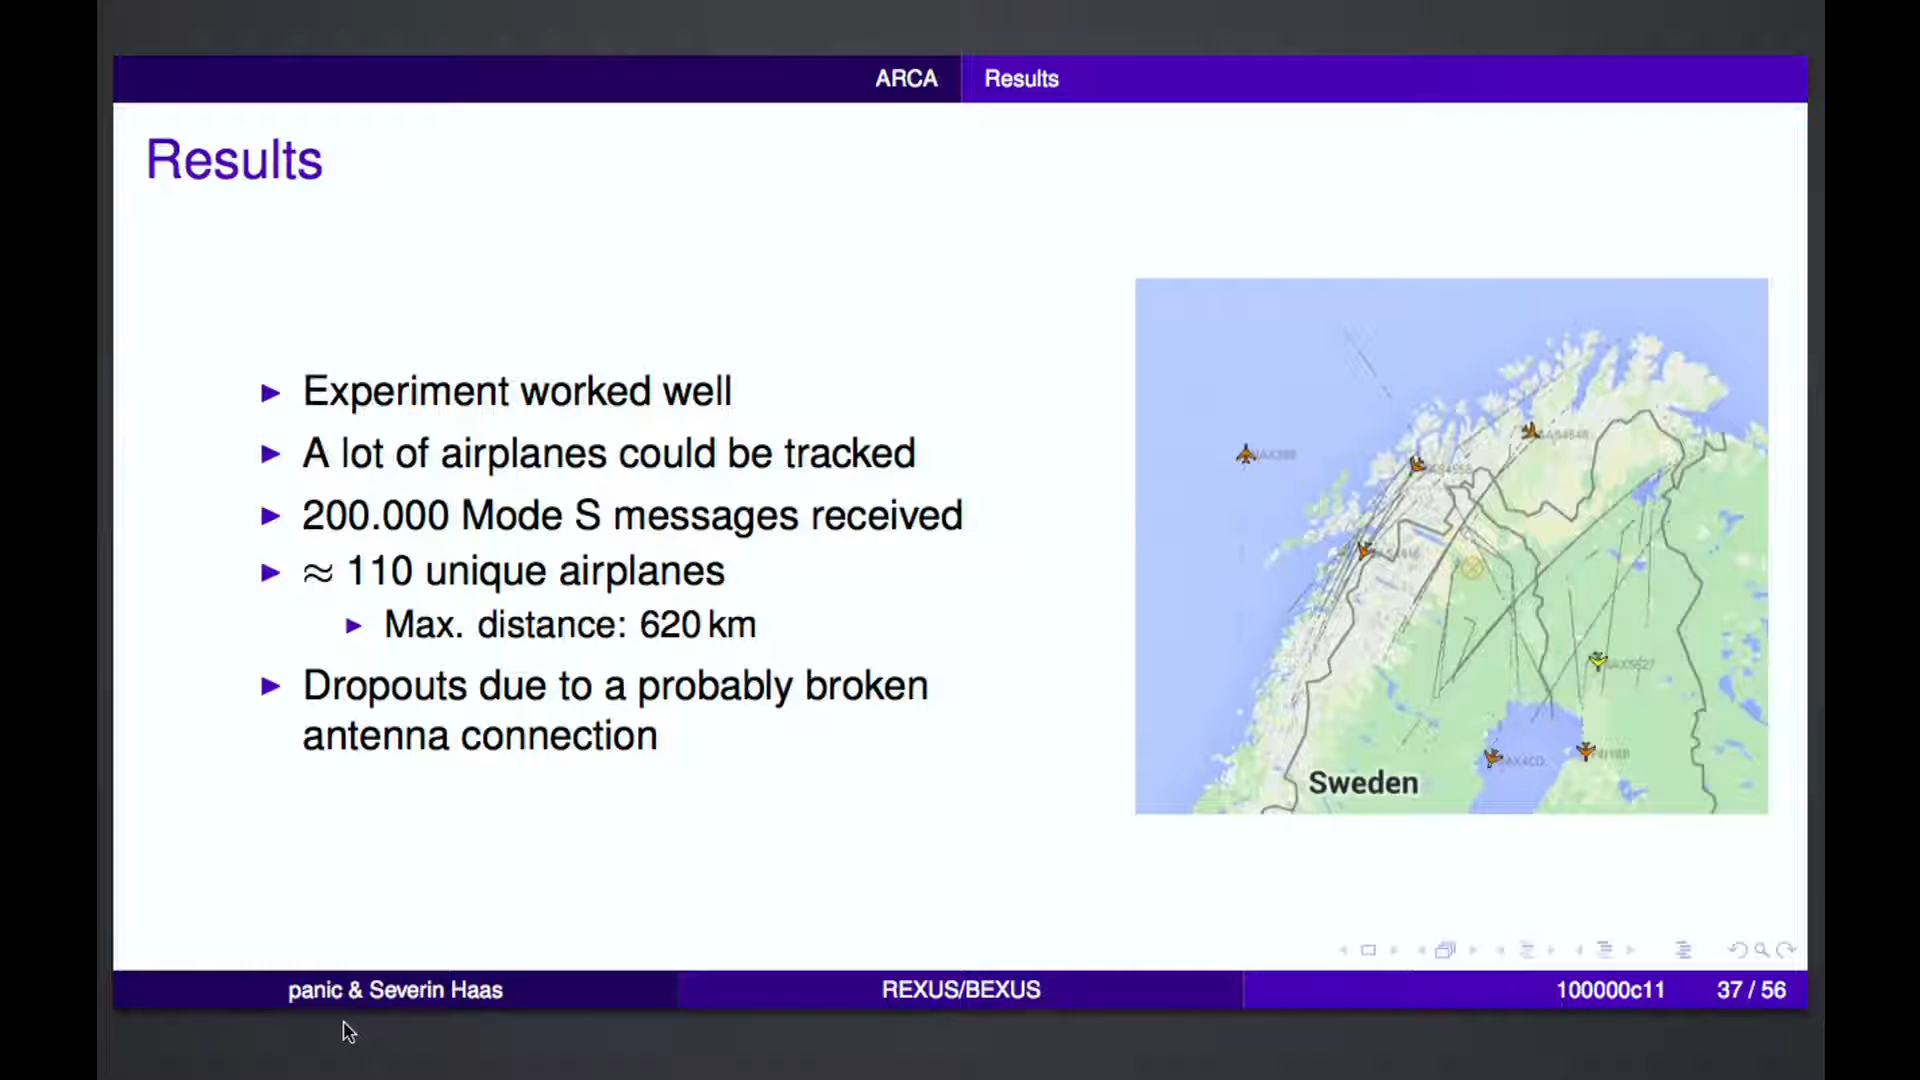 ARCA Results
Results
Experiment worked well
A lot of airplanes could be tracked
200.000 Mode S messages received
≈ 110 unique airplanes
Max. distance: 620 km
Dropouts due to a probably broken
antenna connection
Sweden
panic & Severin Haas REXUS/BEXUS 100000c11 37 / 56